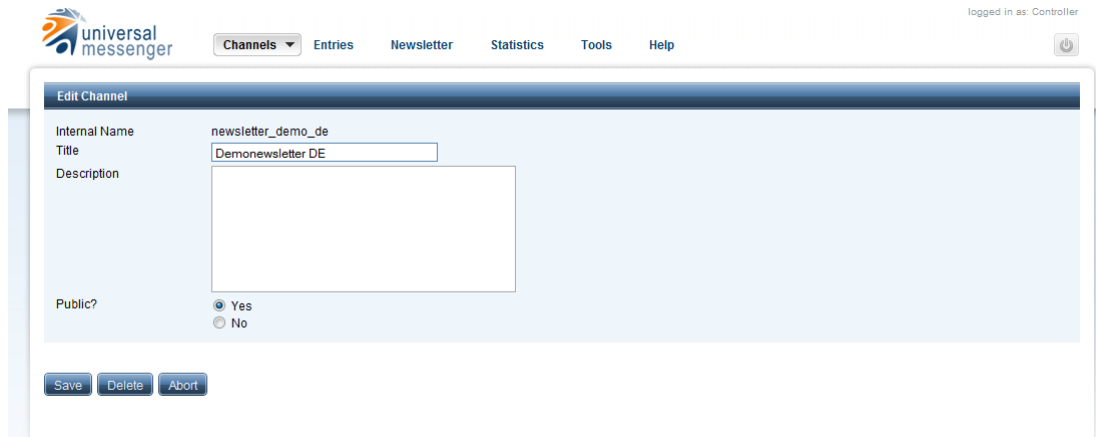 logged in as: Controller
universal
messenger
Channels Entries Newsletter Statistics Tools Help
Edit Channel
Internal Name newsletter_demo_de
Title Demonewsletter DE
Description
Public? Yes
No
Save Delete Abort